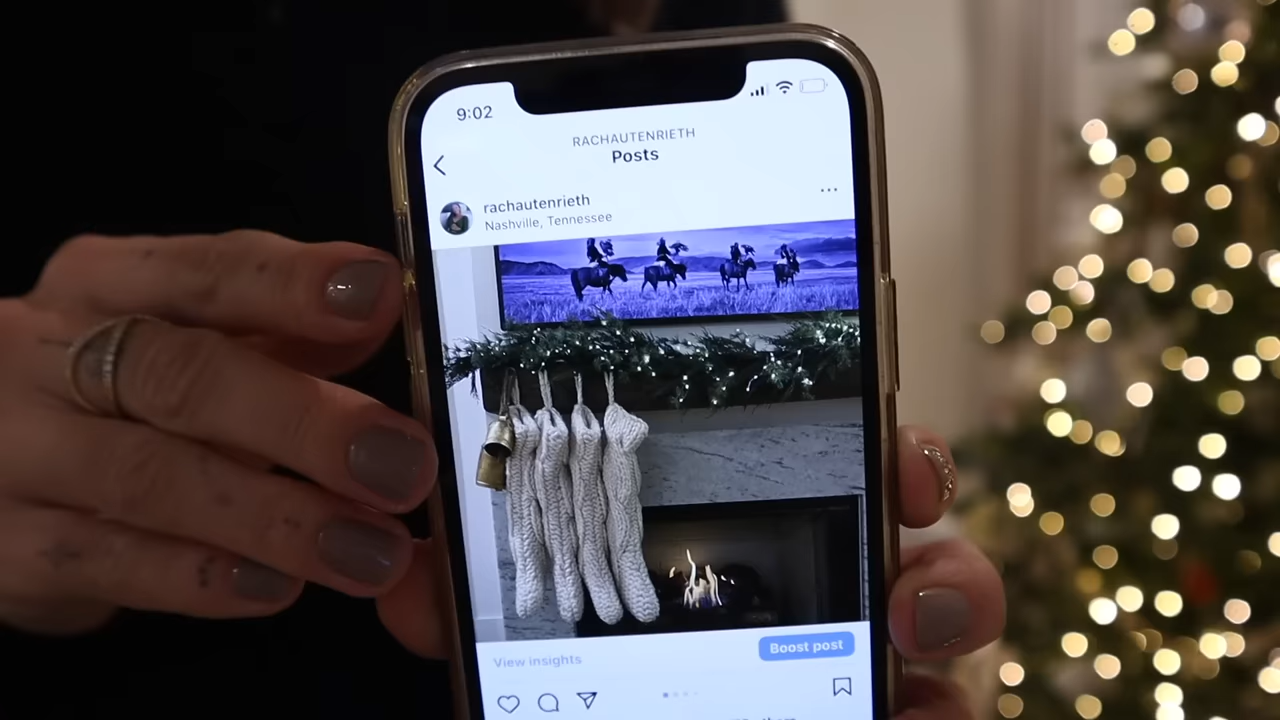 9:02
RACHAUTENRIETH
Posts
rachautenrieth
Nashville, Tennessee
View insights
Boost post